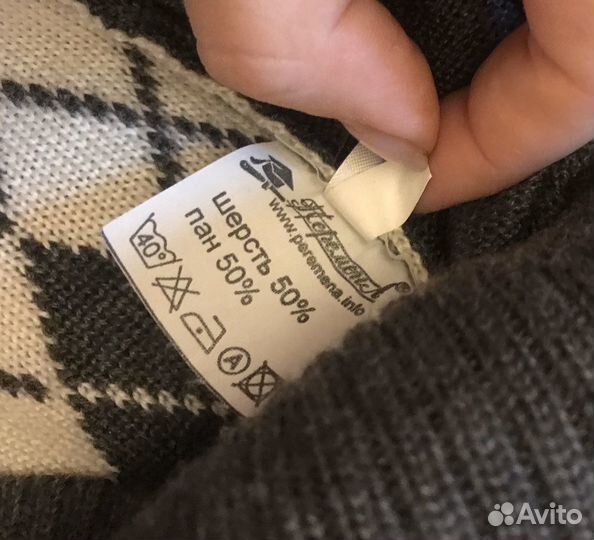 Перемена
www.peremena.info
шерсть 50%
пан 50%
40°
A
Avito